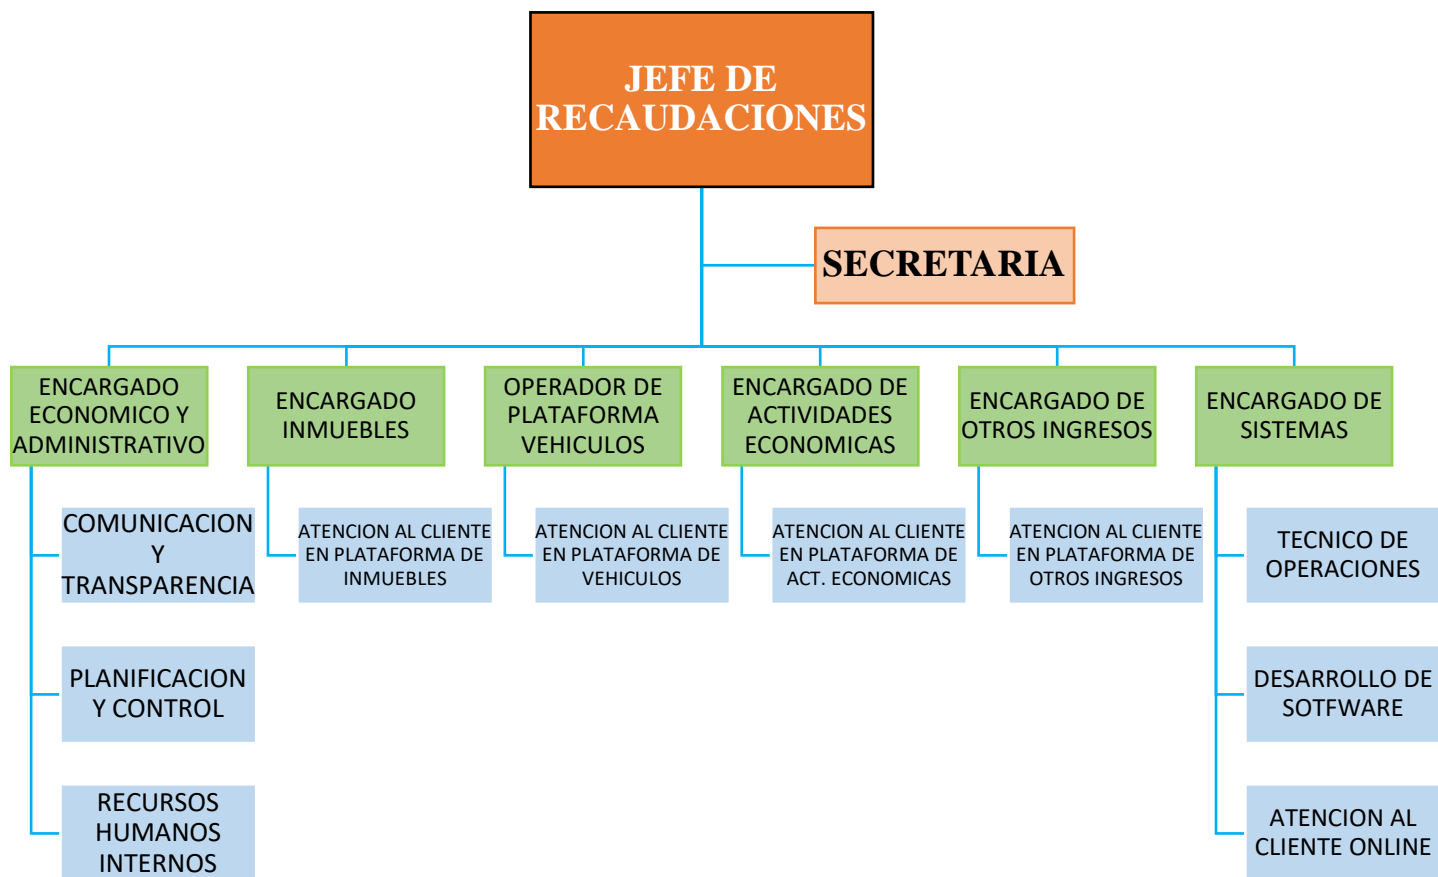 JEFE DE
RECAUDACIONES
SECRETARIA
ENCARGADO
ECONOMICO Y
ADMINISTRATIVO
ENCARGADO
INMUEBLES
OPERADOR DE
PLATAFORMA
VEHICULOS
ENCARGADO DE
ACTIVIDADES
ECONOMICAS
ENCARGADO DE
OTROS INGRESOS
ENCARGADO DE
SISTEMAS
COMUNICACION
Y
TRANSPARENCIA
ATENCION AL CLIENTE
EN PLATAFORMA DE
INMUEBLES
ATENCION AL CLIENTE
EN PLATAFORMA DE
VEHICULOS
ATENCION AL CLIENTE
EN PLATAFORMA DE
ACT. ECONOMICAS
ATENCION AL CLIENTE
EN PLATAFORMA DE
OTROS INGRESOS
TECNICO DE
OPERACIONES
PLANIFICACION
Y CONTROL
DESARROLLO DE
SOTFWARE
RECURSOS
HUMANOS
INTERNOS
ATENCION AL
CLIENTE ONLINE